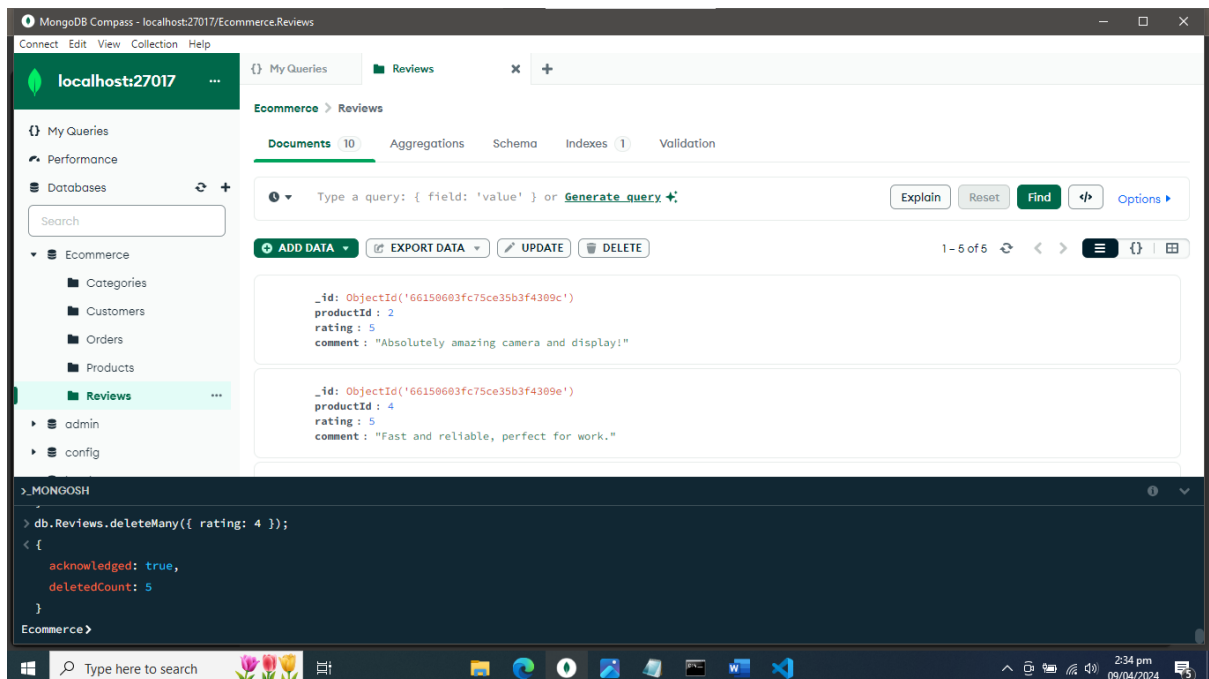 MongoDB Compass - localhost:27017/Ecommerce.Reviews
Connect Edit View Collection Help
localhost:27017 ...
{} My Queries
Performance
Databases
Search
Ecommerce
Categories
Customers
Orders
Products
Reviews ...
admin
config
{} My Queries Reviews
Ecommerce > Reviews
Documents 10 Aggregations Schema Indexes 1 Validation
Type a query: { field: 'value' } or Generate query Explain Reset Find </> Options
ADD DATA EXPORT DATA UPDATE DELETE 1 – 5 of 5 {}
_id: ObjectId('66150603fc75ce35b3f4309c')
productId : 2
rating : 5
comment : "Absolutely amazing camera and display!"
_id: ObjectId('66150603fc75ce35b3f4309e')
productId : 4
rating : 5
comment : "Fast and reliable, perfect for work."
>_MONGOSH
> db.Reviews.deleteMany({ rating: 4 });
< {
acknowledged: true,
deletedCount: 5
}
Ecommerce>
Type here to search
2:34 pm
09/04/2024
5